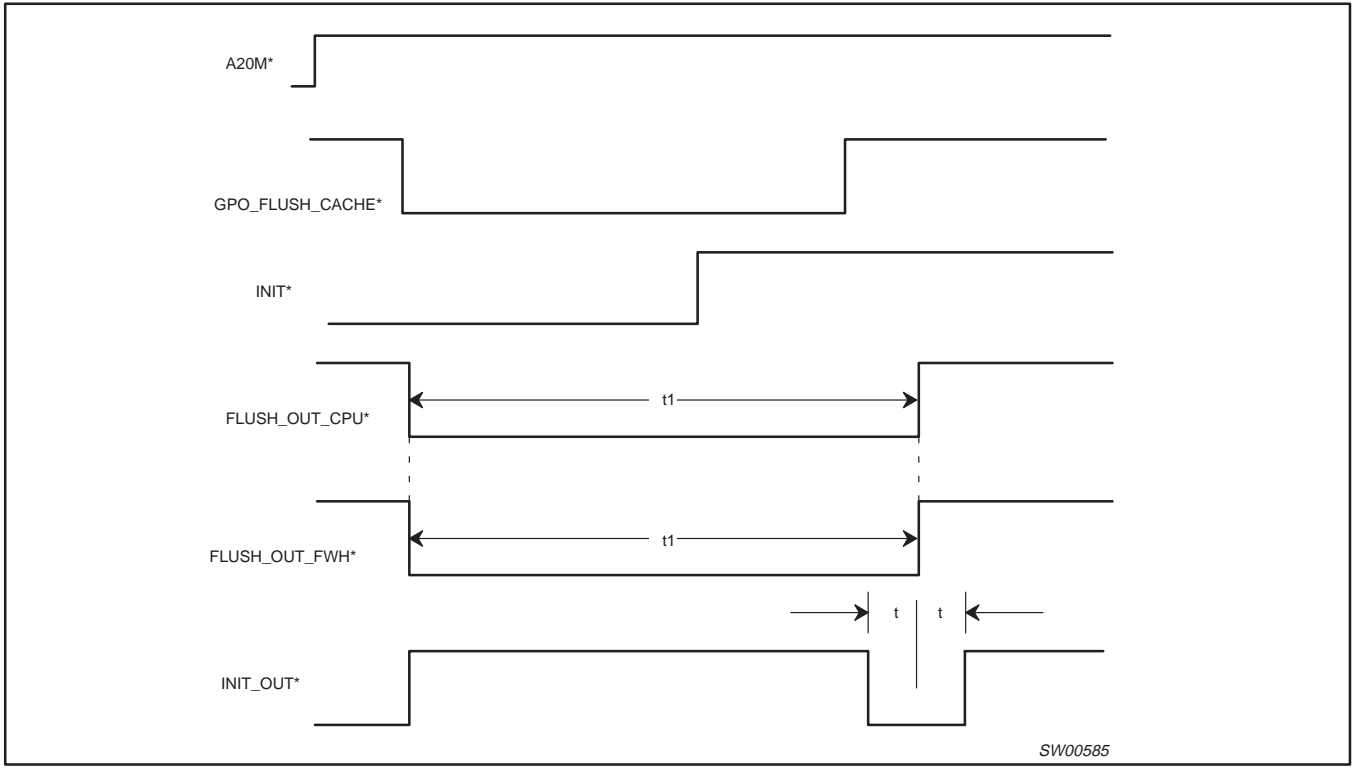 A20M*
GPO_FLUSH_CACHE*
INIT*
t1
FLUSH_OUT_CPU*
t1
FLUSH_OUT_FWH*
t t
INIT_OUT*
SW00585